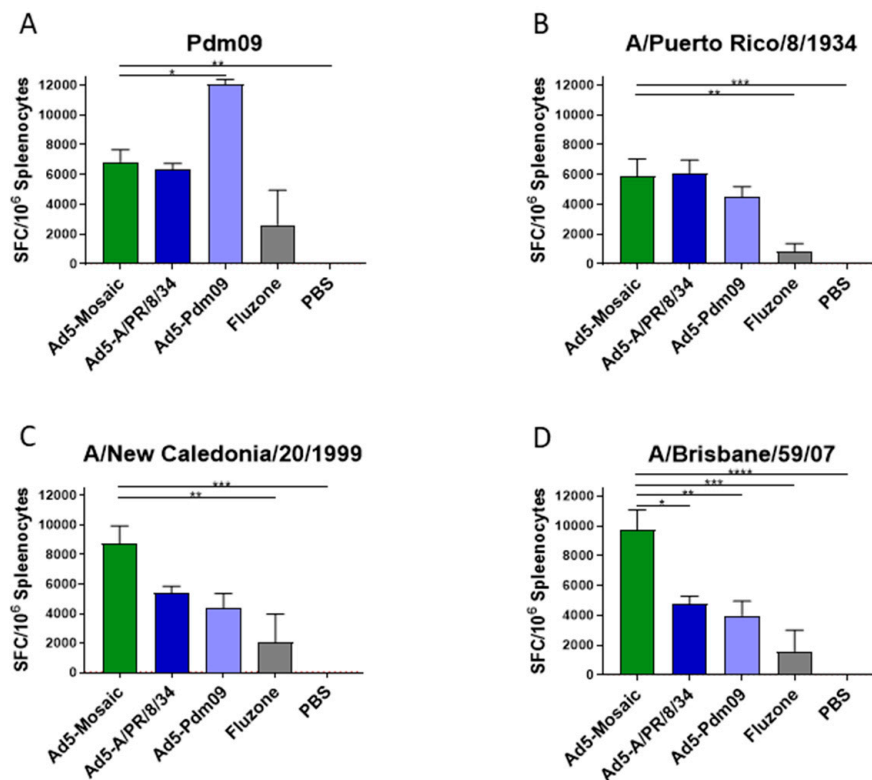 A
Pdm09
**
*
12000
10000
8000
6000
4000
2000
0
SFC/10⁶ Spleenocytes
Ad5-Mosaic
Ad5-A/PR/8/34
Ad5-Pdm09
Fluzone
PBS
B
A/Puerto Rico/8/1934
***
**
12000
10000
8000
6000
4000
2000
0
SFC/10⁶ Spleenocytes
Ad5-Mosaic
Ad5-A/PR/8/34
Ad5-Pdm09
Fluzone
PBS
C
A/New Caledonia/20/1999
***
**
12000
10000
8000
6000
4000
2000
0
SFC/10⁶ Spleenocytes
Ad5-Mosaic
Ad5-A/PR/8/34
Ad5-Pdm09
Fluzone
PBS
D
A/Brisbane/59/07
****
***
**
*
12000
10000
8000
6000
4000
2000
0
SFC/10⁶ Spleenocytes
Ad5-Mosaic
Ad5-A/PR/8/34
Ad5-Pdm09
Fluzone
PBS